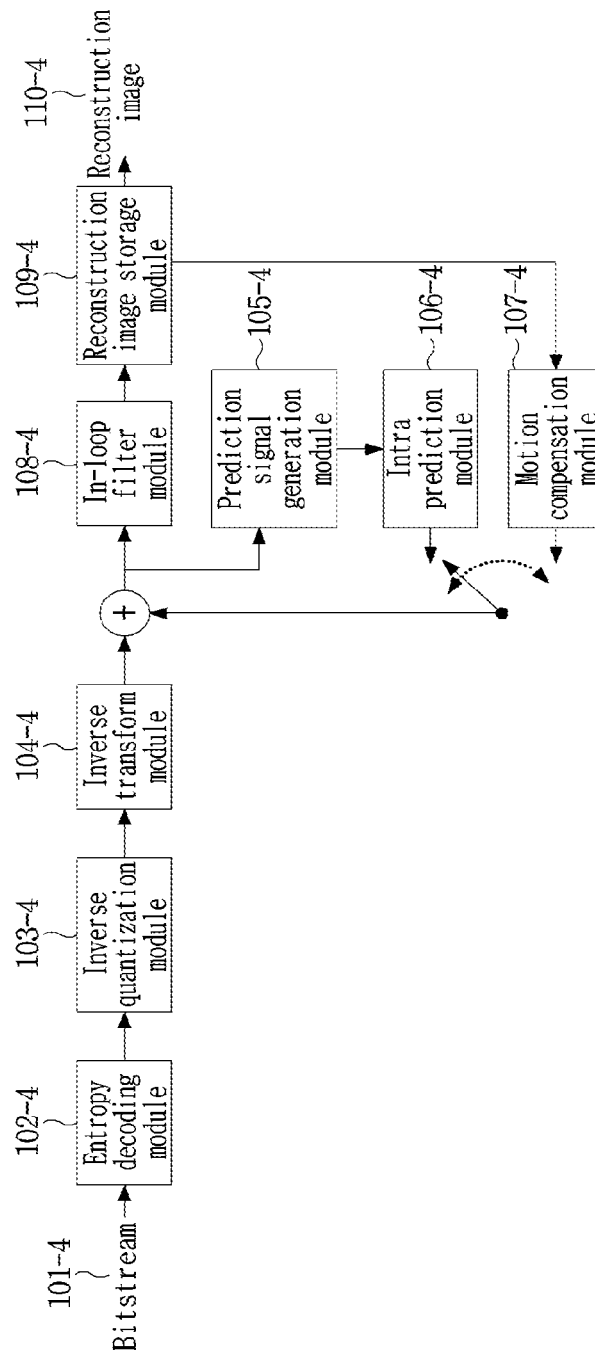 101-4
Bitstream
102-4
Entropy
decoding
module
103-4
Inverse
quantization
module
104-4
Inverse
transform
module
+
108-4
In-loop
filter
module
109-4
Reconstruction
image storage
module
110-4
Reconstruction
image
105-4
Prediction
signal
generation
module
106-4
Intra
prediction
module
107-4
Motion
compensation
module